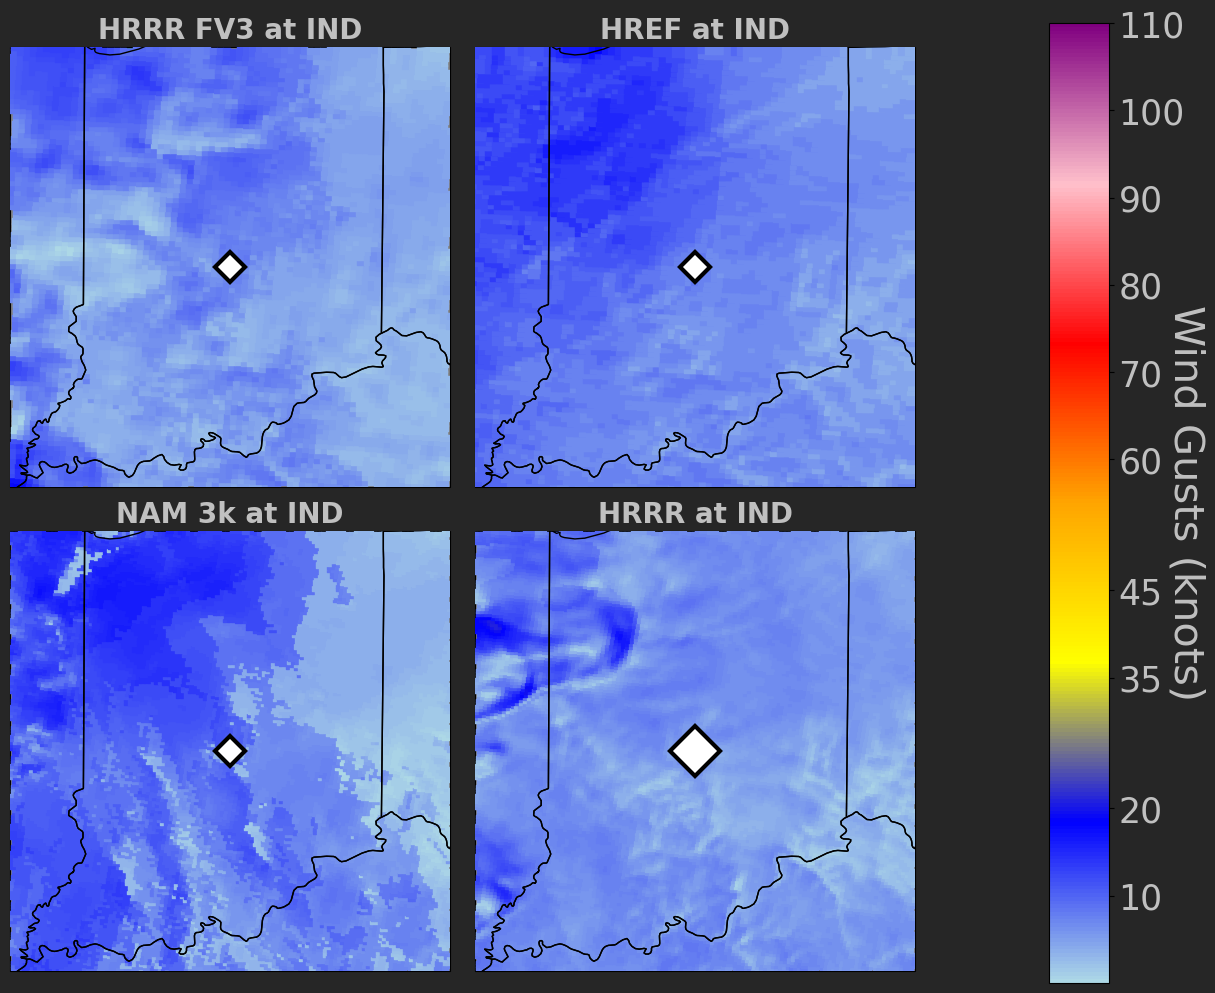 HRRR FV3 at IND
HREF at IND
NAM 3k at IND
HRRR at IND
110
100
90
80
70
60
45
35
20
10
Wind Gusts (knots)